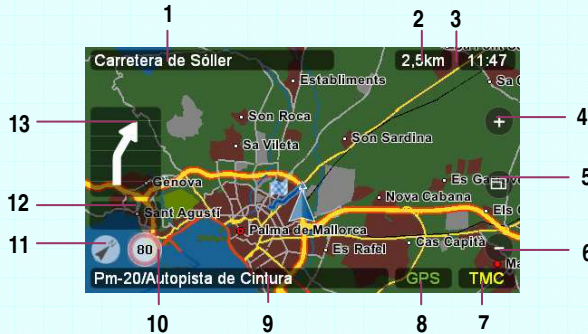 1
2
3
Carretera de Sóller
2,5km
11:47
Establiments
Sa
13
Son Roca
+
4
Son Sardina
Sa Vileta
Genova
Es Ga
5
12
Nova Cabana
Sant Agustí
Els
Palma de Mallorca
11
80
Es Rafel
Cas Capità
-
6
Ma
Pm-20/Autopista de Cintura
GPS
TMC
10
9
8
7